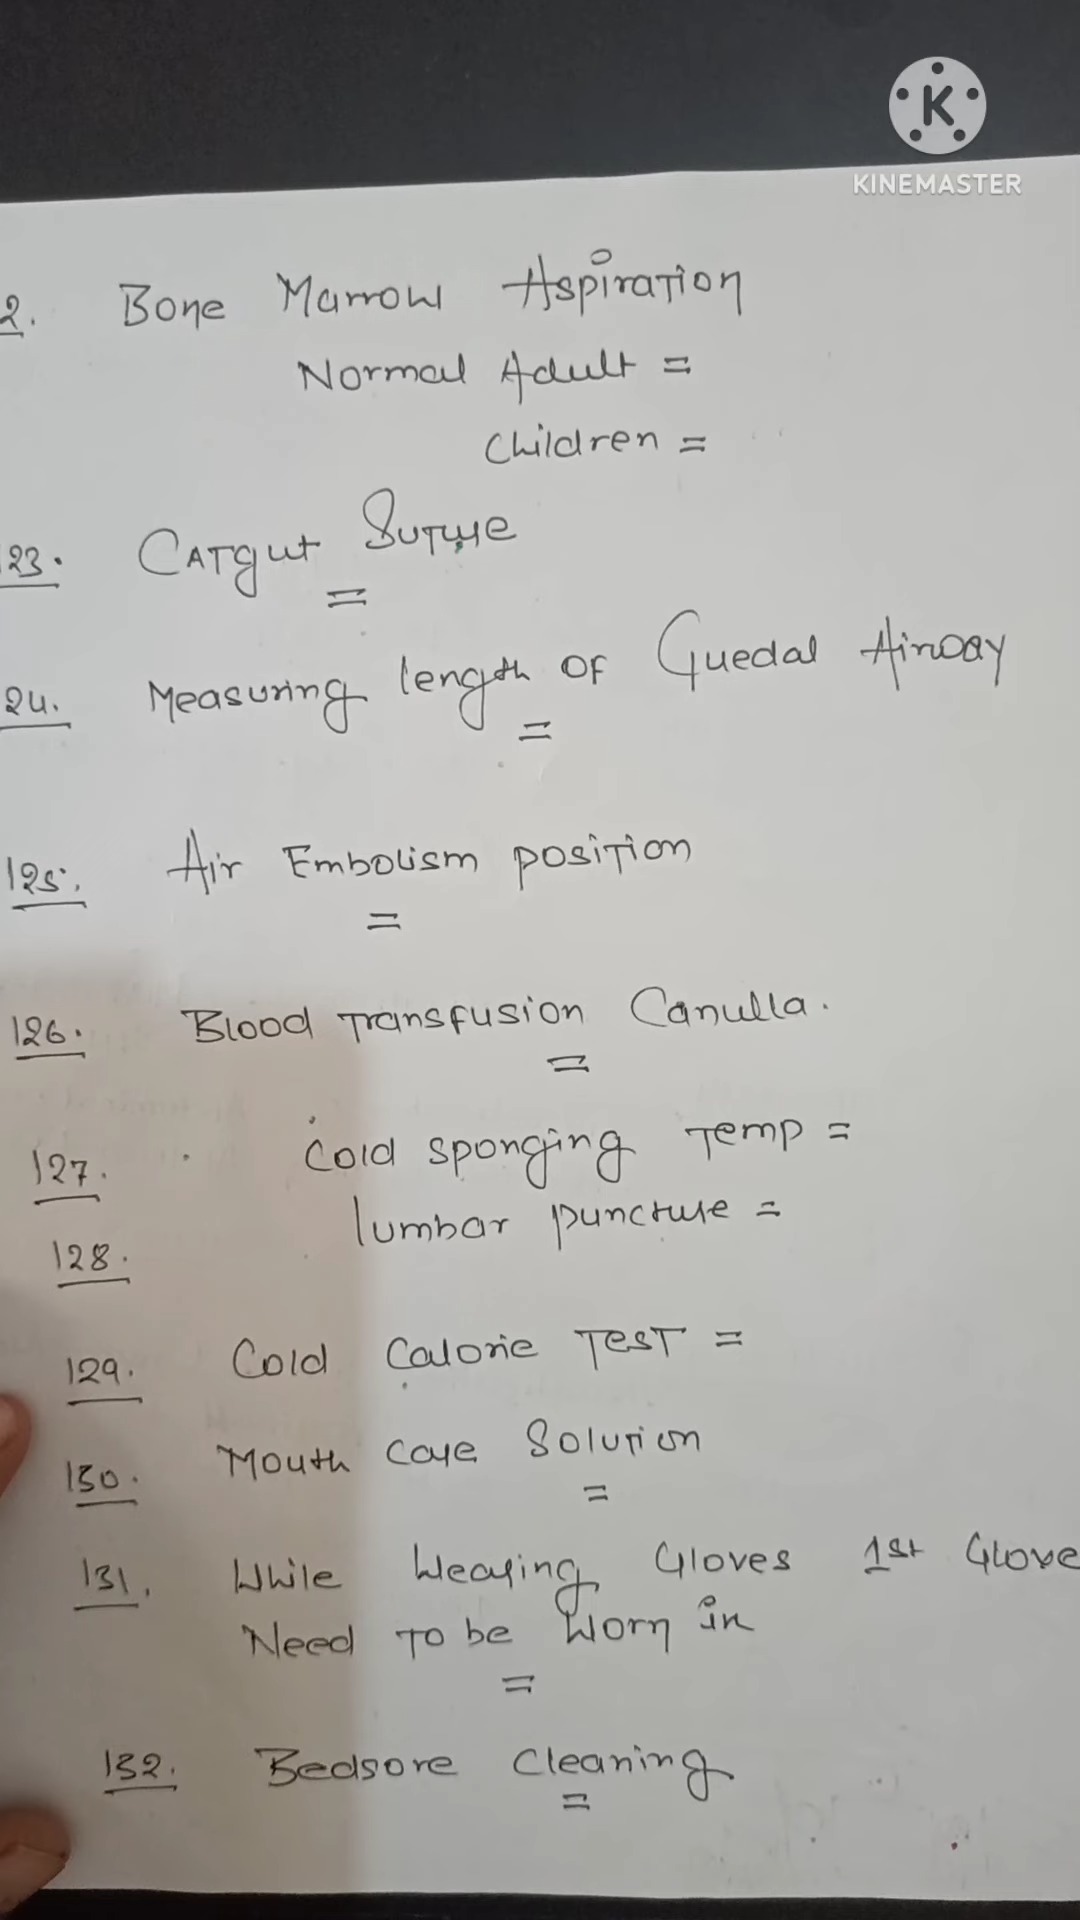 K
KINEMASTER
2. Bone Marrow Aspiration
Normal Adult =
Children =
123. Catgut Suture
=
24. Measuring length of Guedal Airway
=
125. Air Embolism position
=
126. Blood Transfusion Canulla.
=
127. Cold sponging Temp =
128. lumbar puncture =
129. Cold Calorie Test =
130. Mouth Care Solution
=
131. While Wearing Gloves 1st Glove
Need To be Worn in
=
132. Bedsore Cleaning
=